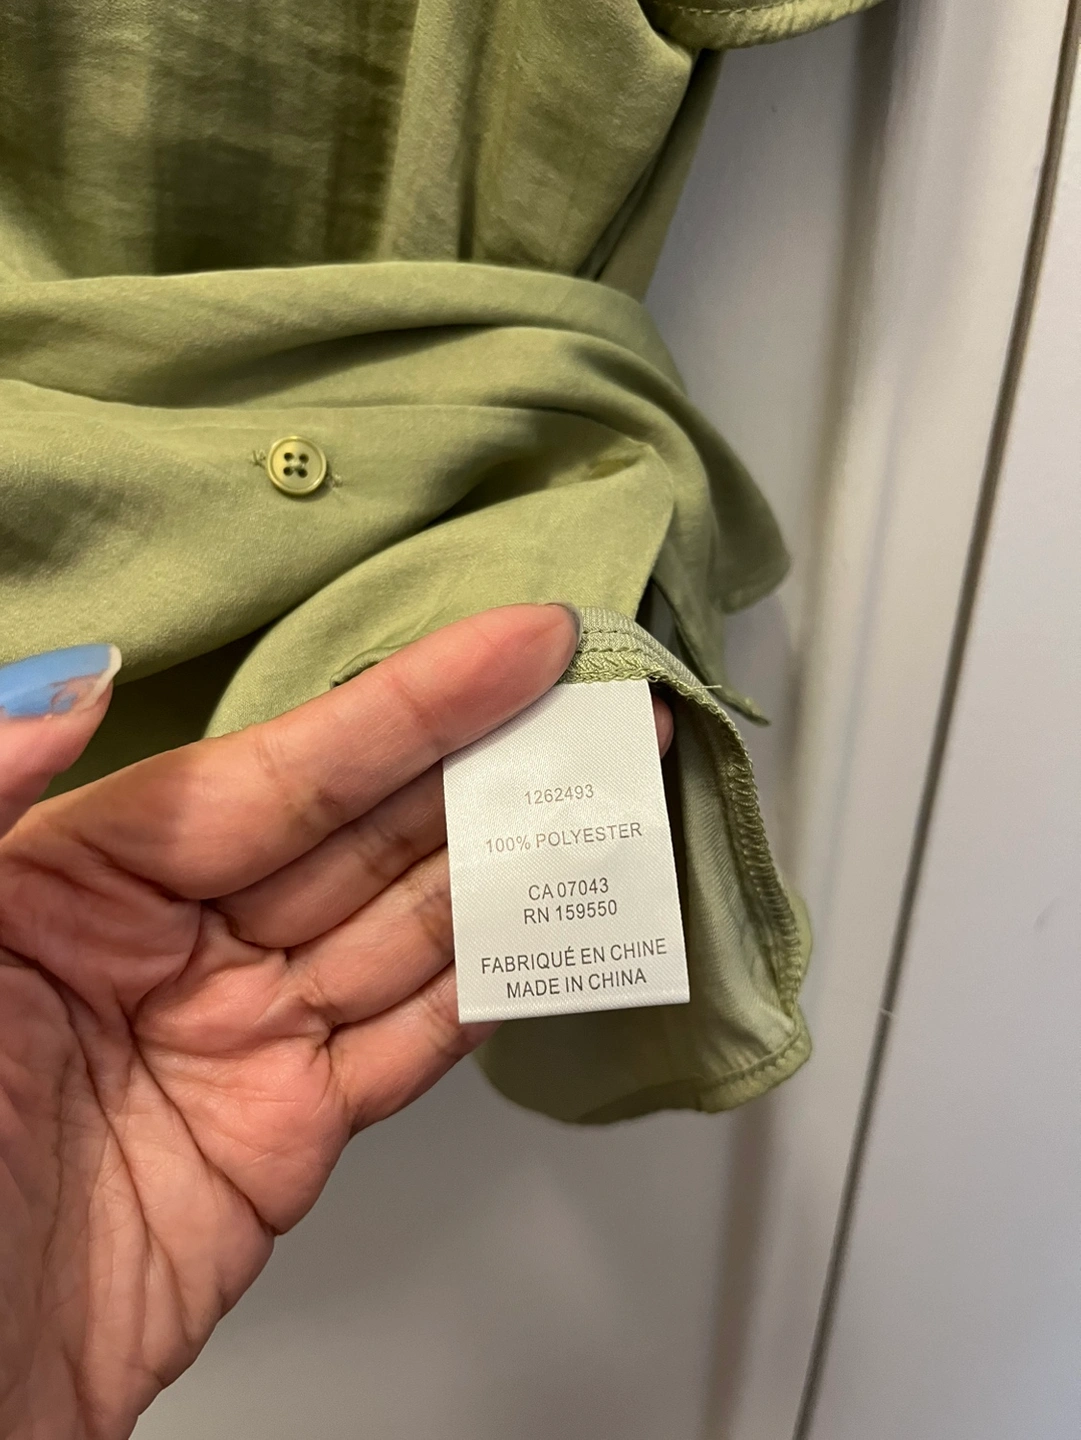 1262493
100% POLYESTER
CA 07043
RN 159550
FABRIQUÉ EN CHINE
MADE IN CHINA